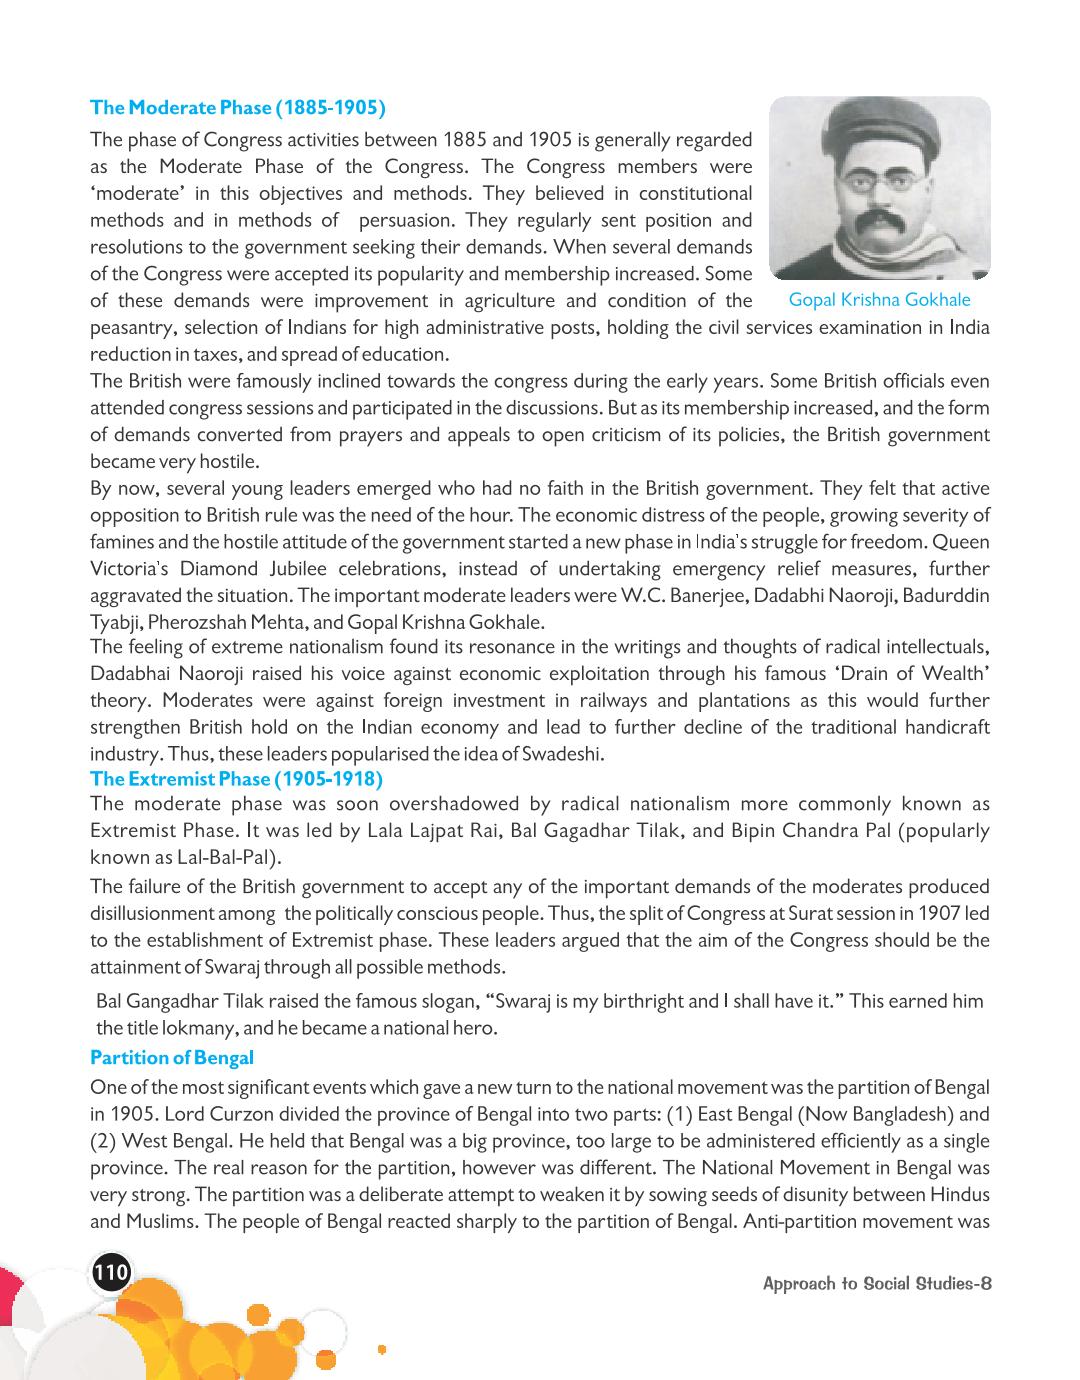 The Moderate Phase (1885-1905)
The phase of Congress activities between 1885 and 1905 is generally regarded
as the Moderate Phase of the Congress. The Congress members were
‘moderate’ in this objectives and methods. They believed in constitutional
methods and in methods of persuasion. They regularly sent position and
resolutions to the government seeking their demands. When several demands
of the Congress were accepted its popularity and membership increased. Some
of these demands were improvement in agriculture and condition of the
Gopal Krishna Gokhale
peasantry, selection of Indians for high administrative posts, holding the civil services examination in India
reduction in taxes, and spread of education.
The British were famously inclined towards the congress during the early years. Some British officials even
attended congress sessions and participated in the discussions. But as its membership increased, and the form
of demands converted from prayers and appeals to open criticism of its policies, the British government
became very hostile.
By now, several young leaders emerged who had no faith in the British government. They felt that active
opposition to British rule was the need of the hour. The economic distress of the people, growing severity of
famines and the hostile attitude of the government started a new phase in India's struggle for freedom. Queen
Victoria's Diamond Jubilee celebrations, instead of undertaking emergency relief measures, further
aggravated the situation. The important moderate leaders were W.C. Banerjee, Dadabhi Naoroji, Badurddin
Tyabji, Pherozshah Mehta, and Gopal Krishna Gokhale.
The feeling of extreme nationalism found its resonance in the writings and thoughts of radical intellectuals,
Dadabhai Naoroji raised his voice against economic exploitation through his famous ‘Drain of Wealth’
theory. Moderates were against foreign investment in railways and plantations as this would further
strengthen British hold on the Indian economy and lead to further decline of the traditional handicraft
industry. Thus, these leaders popularised the idea of Swadeshi.
The Extremist Phase (1905-1918)
The moderate phase was soon overshadowed by radical nationalism more commonly known as
Extremist Phase. It was led by Lala Lajpat Rai, Bal Gagadhar Tilak, and Bipin Chandra Pal (popularly
known as Lal-Bal-Pal).
The failure of the British government to accept any of the important demands of the moderates produced
disillusionment among the politically conscious people. Thus, the split of Congress at Surat session in 1907 led
to the establishment of Extremist phase. These leaders argued that the aim of the Congress should be the
attainment of Swaraj through all possible methods.
Bal Gangadhar Tilak raised the famous slogan, “Swaraj is my birthright and I shall have it.” This earned him
the title lokmany, and he became a national hero.
Partition of Bengal
One of the most significant events which gave a new turn to the national movement was the partition of Bengal
in 1905. Lord Curzon divided the province of Bengal into two parts: (1) East Bengal (Now Bangladesh) and
(2) West Bengal. He held that Bengal was a big province, too large to be administered efficiently as a single
province. The real reason for the partition, however was different. The National Movement in Bengal was
very strong. The partition was a deliberate attempt to weaken it by sowing seeds of disunity between Hindus
and Muslims. The people of Bengal reacted sharply to the partition of Bengal. Anti-partition movement was
110
Approach to Social Studies-8